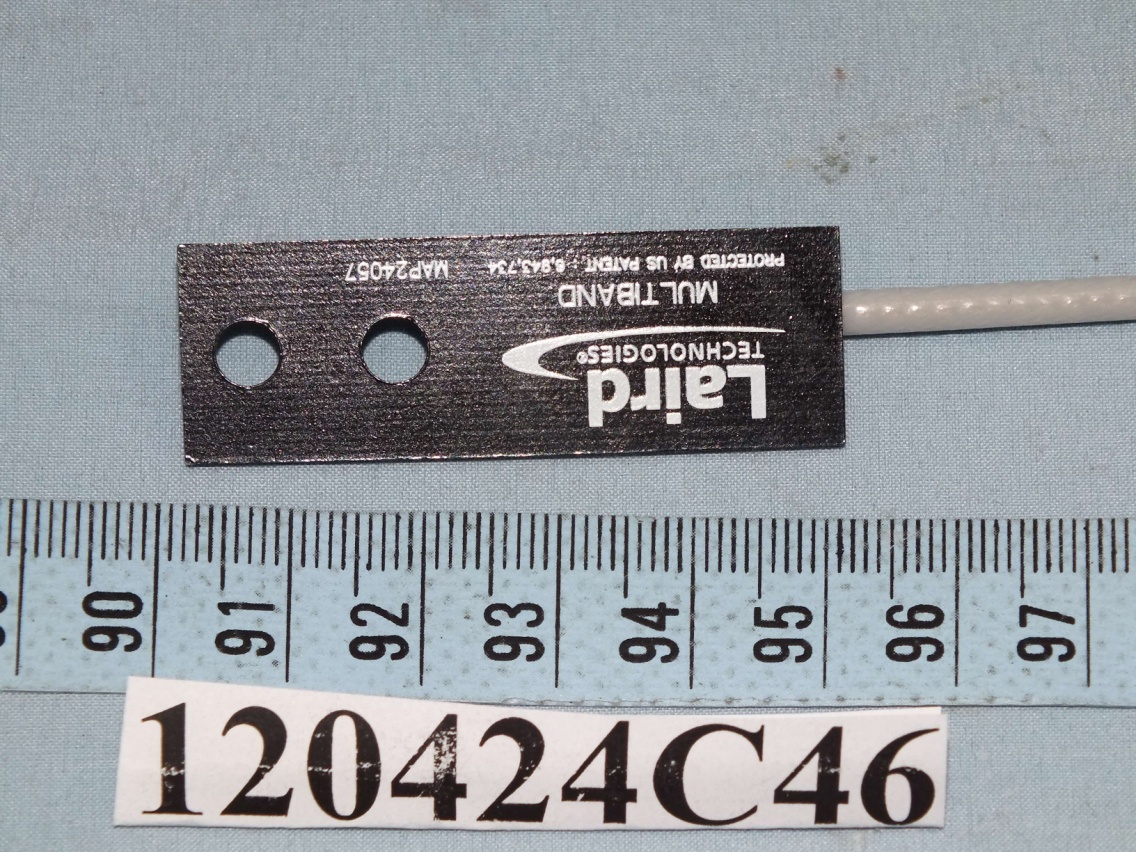 Laird
TECHNOLOGIES®
MULTIBAND
PROTECTED BY US PATENT: 6,943,734
MAP24057
90 91 92 93 94 95 96 97
120424C46